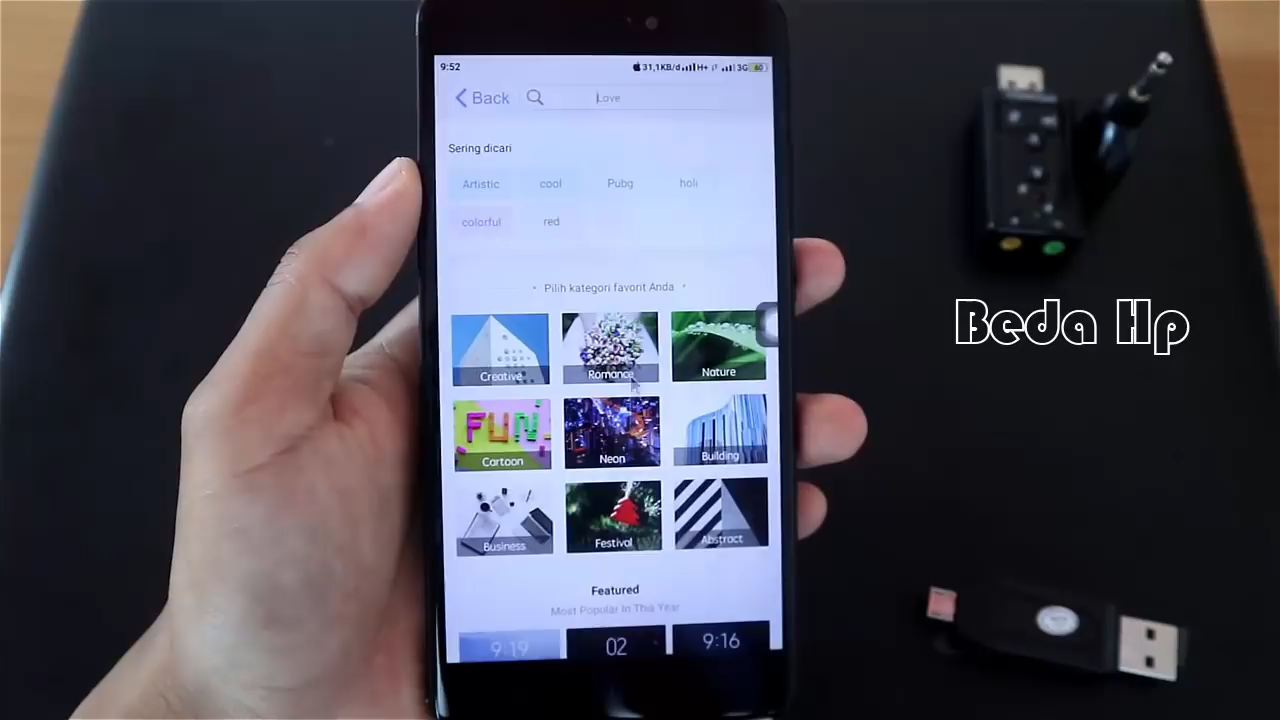 9:52 31,1KB/d H+ 3G 60
Back Love
Sering dicari
Artistic cool Pubg holi
colorful red
• Pilih kategori favorit Anda •
Creative Romance Nature
FUN
Cartoon Neon Building
Business Festival Abstract
Featured
Most Popular In This Year
9:19 02 9:16
Beda Hp